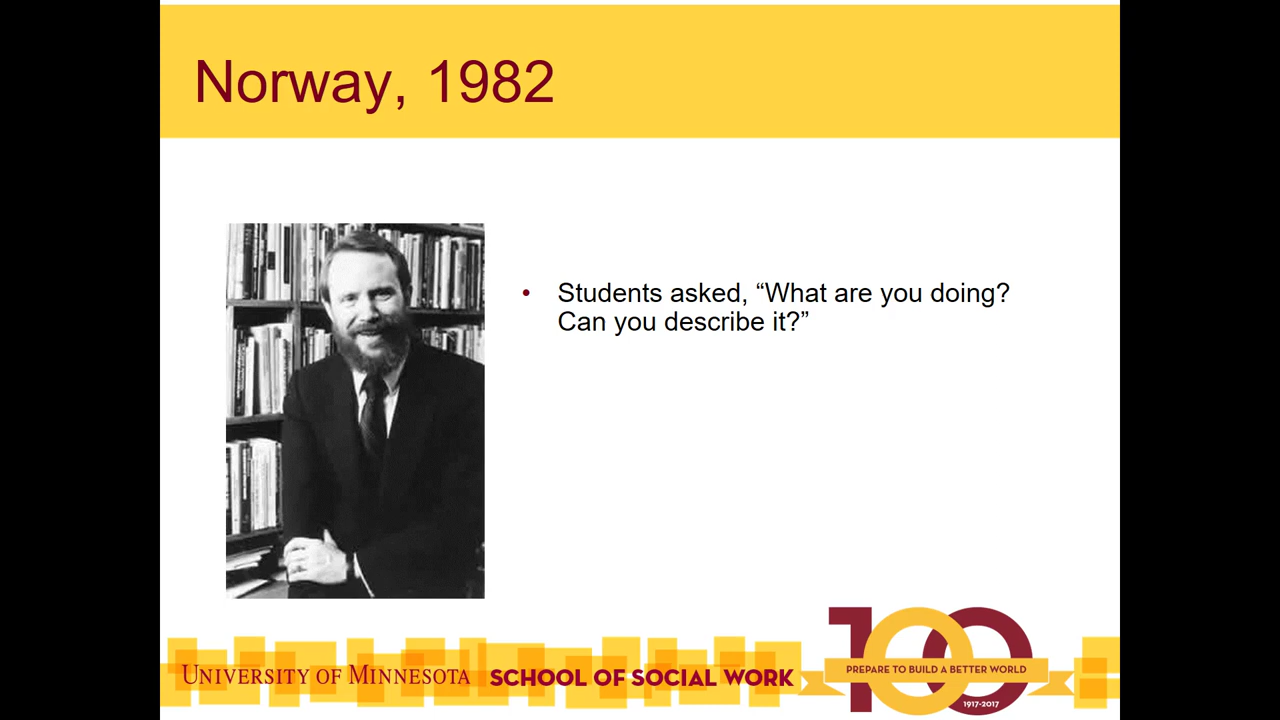 Norway, 1982
• Students asked, “What are you doing?
Can you describe it?”
UNIVERSITY OF MINNESOTA SCHOOL OF SOCIAL WORK
100
PREPARE TO BUILD A BETTER WORLD
1917-2017